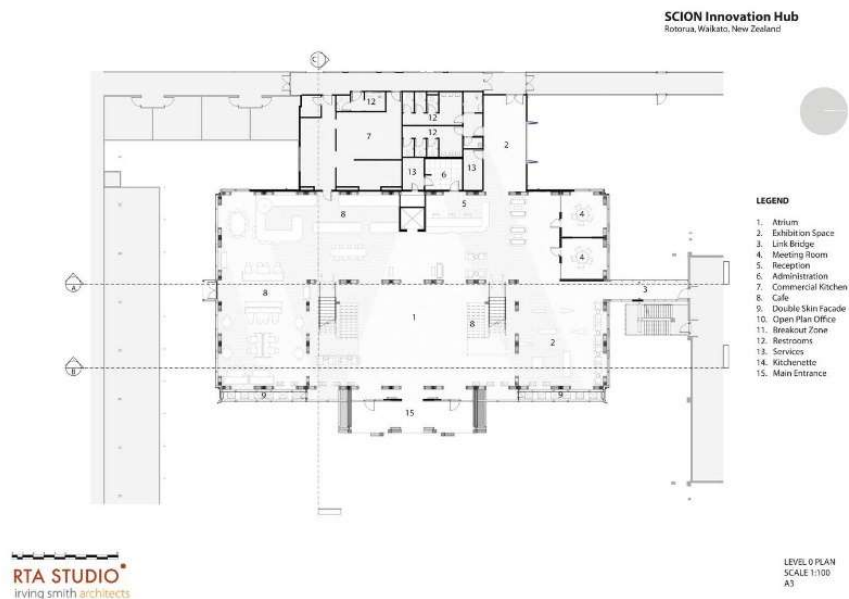 SCION Innovation Hub
Rotorua, Waikato, New Zealand
C
12
12
7
2
12
13
13
6
8
5
4
4
A
3
8
1
8
2
B
9
9
15
LEGEND
1. Atrium
2. Exhibition Space
3. Link Bridge
4. Meeting Room
5. Reception
6. Administration
7. Commercial Kitchen
8. Cafe
9. Double Skin Facade
10. Open Plan Office
11. Breakout Zone
12. Restrooms
13. Services
14. Kitchenette
15. Main Entrance
RTA STUDIO
irving smith architects
LEVEL 0 PLAN
SCALE 1:100
A3